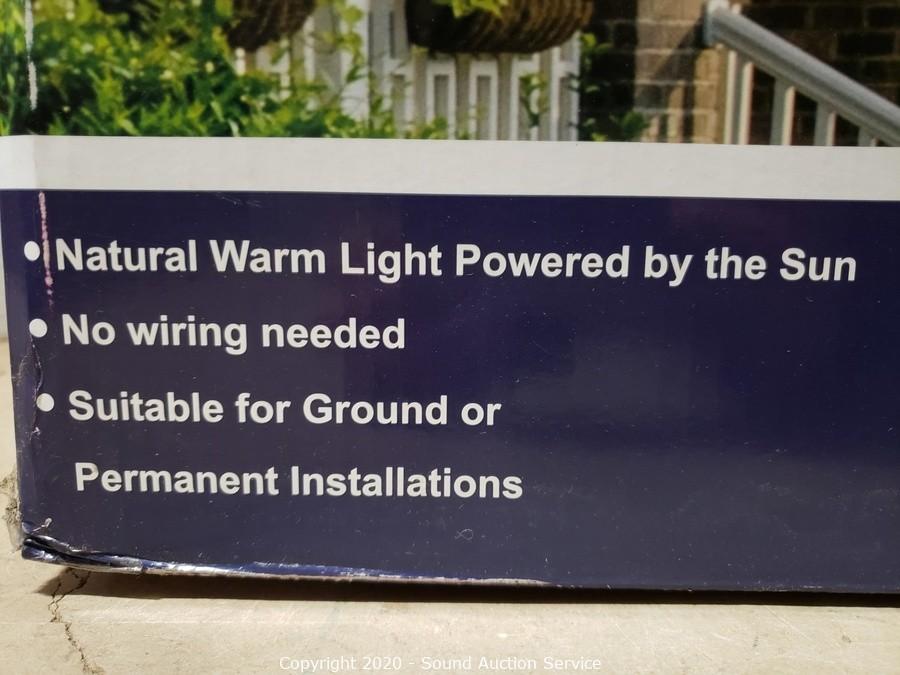 • Natural Warm Light Powered by the Sun
• No wiring needed
• Suitable for Ground or
Permanent Installations
Copyright 2020 - Sound Auction Service